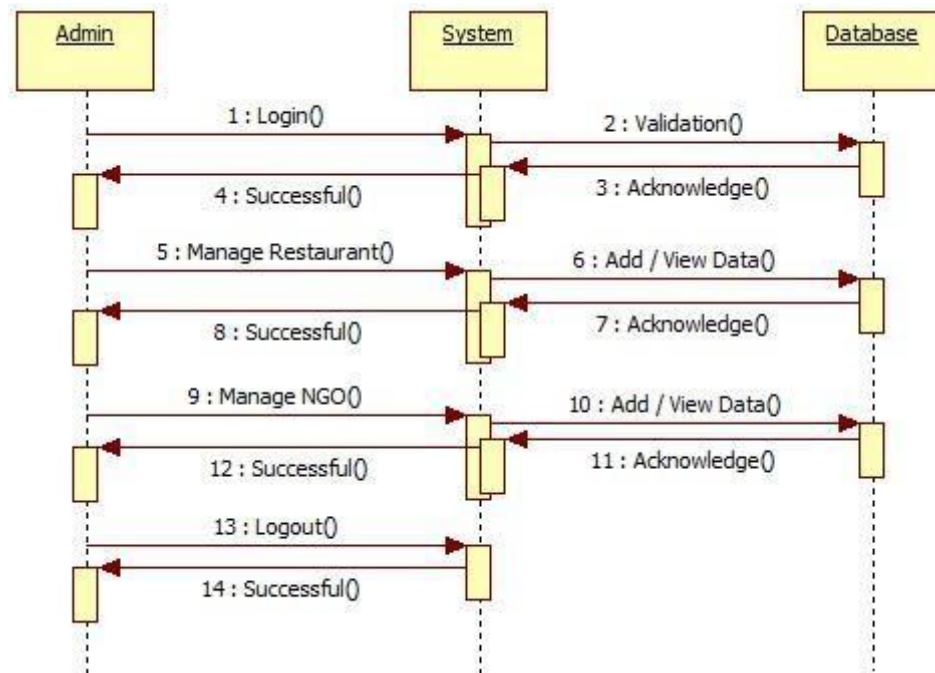 Admin
System
Database
1 : Login()
2 : Validation()
3 : Acknowledge()
4 : Successful()
5 : Manage Restaurant()
6 : Add / View Data()
7 : Acknowledge()
8 : Successful()
9 : Manage NGO()
10 : Add / View Data()
11 : Acknowledge()
12 : Successful()
13 : Logout()
14 : Successful()